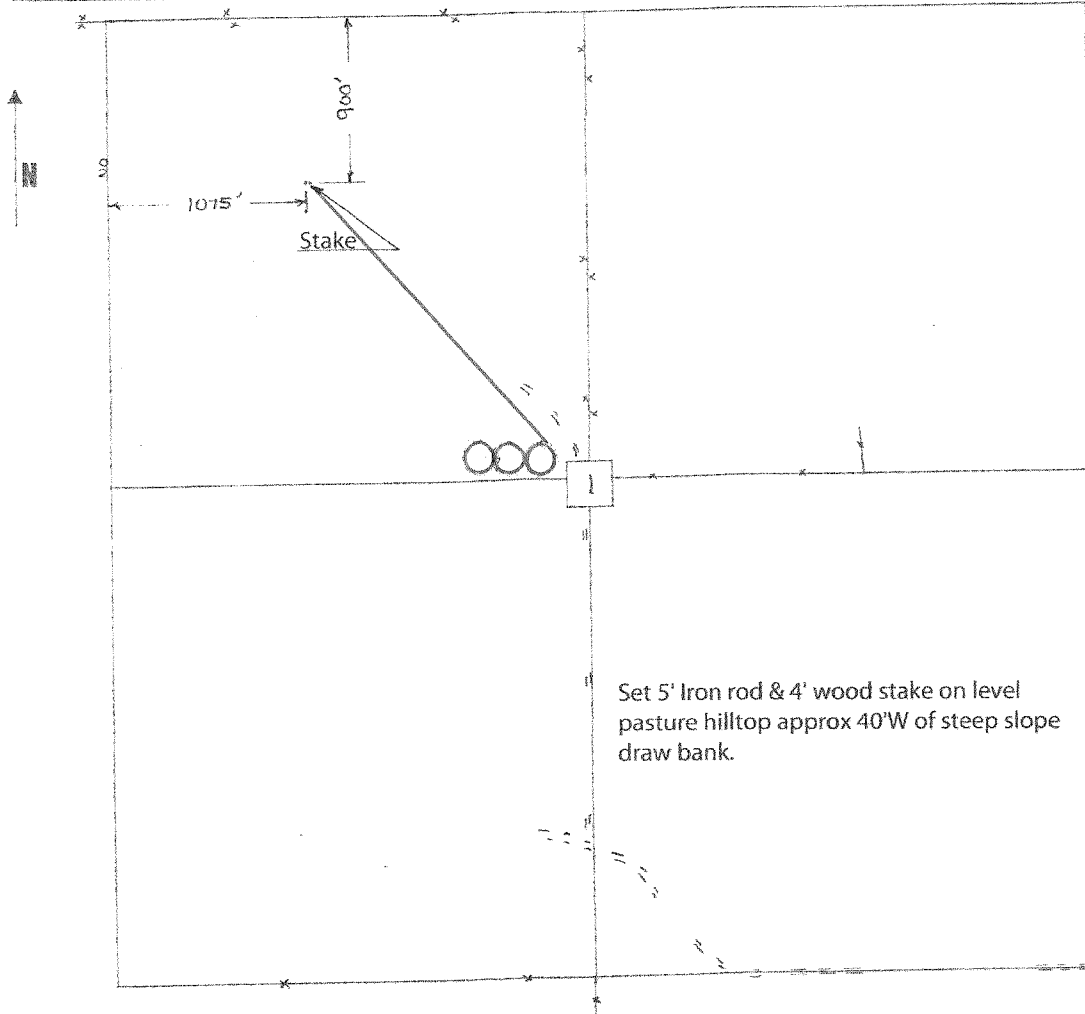 900'
N
1075'
Stake
1
Set 5' Iron rod & 4' wood stake on level
pasture hilltop approx 40'W of steep slope
draw bank.